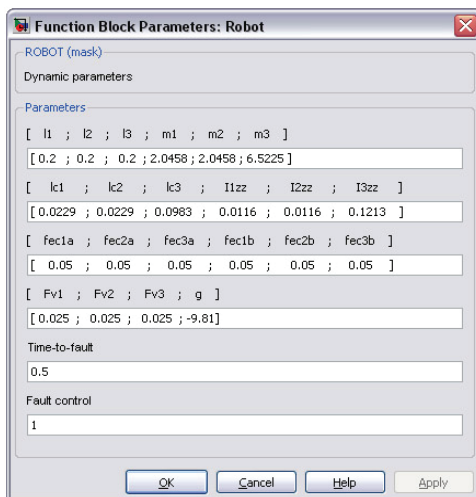 Function Block Parameters: Robot
ROBOT (mask)
Dynamic parameters
Parameters
[ l1 ; l2 ; l3 ; m1 ; m2 ; m3 ]
[ 0.2 ; 0.2 ; 0.2 ; 2.0458 ; 2.0458 ; 6.5225 ]
[ lc1 ; lc2 ; lc3 ; I1zz ; I2zz ; I3zz ]
[ 0.0229 ; 0.0229 ; 0.0983 ; 0.0116 ; 0.0116 ; 0.1213 ]
[ fec1a ; fec2a ; fec3a ; fec1b ; fec2b ; fec3b ]
[ 0.05 ; 0.05 ; 0.05 ; 0.05 ; 0.05 ; 0.05 ]
[ Fv1 ; Fv2 ; Fv3 ; g ]
[ 0.025 ; 0.025 ; 0.025 ; -9.81]
Time-to-fault
0.5
Fault control
1
OK Cancel Help Apply